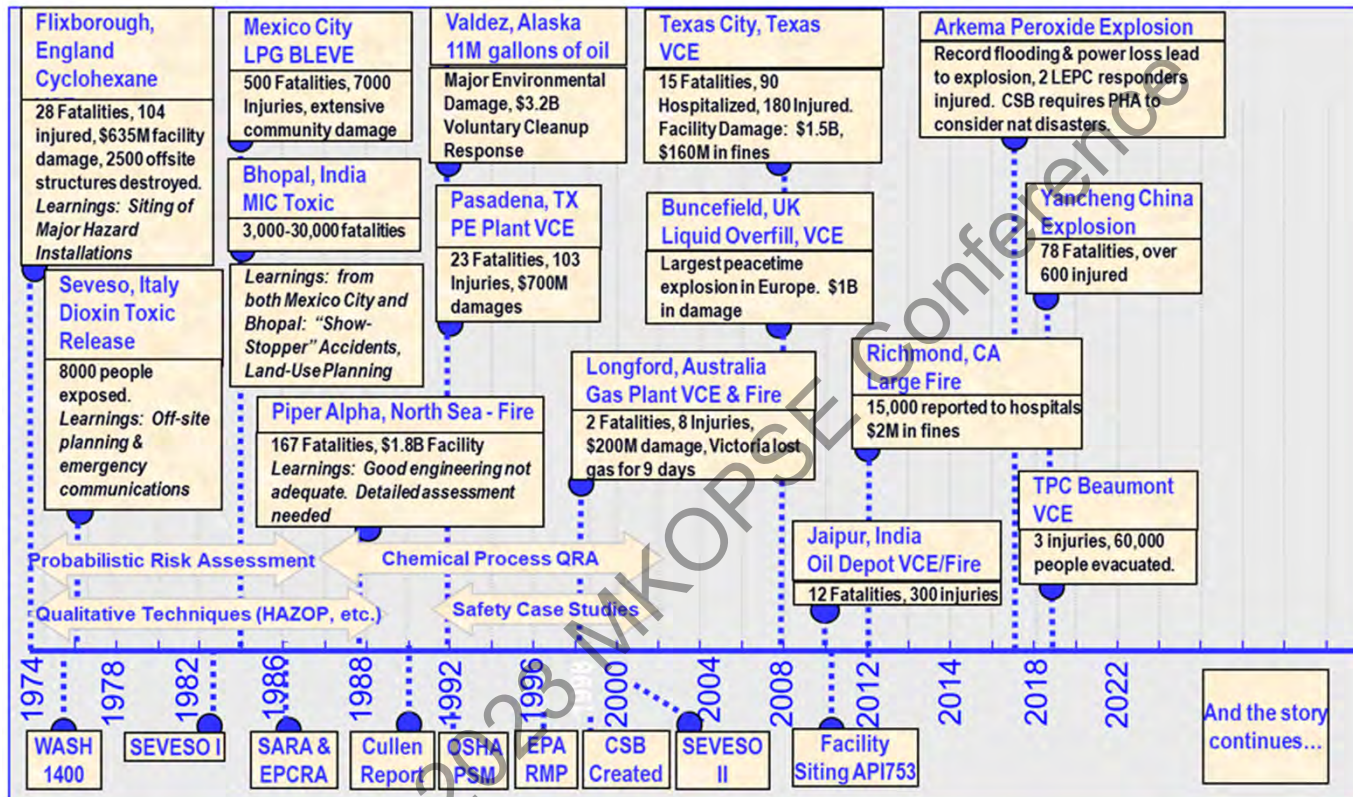 Flixborough,
England
Cyclohexane
28 Fatalities, 104
injured, $635M facility
damage, 2500 offsite
structures destroyed.
Learnings: Siting of
Major Hazard
Installations
Seveso, Italy
Dioxin Toxic
Release
8000 people
exposed.
Learnings: Off-site
planning &
emergency
communications
Mexico City
LPG BLEVE
500 Fatalities, 7000
Injuries, extensive
community damage
Bhopal, India
MIC Toxic
3,000-30,000 fatalities
Learnings: from
both Mexico City and
Bhopal: “Show-
Stopper” Accidents,
Land-Use Planning
Piper Alpha, North Sea - Fire
167 Fatalities, $1.8B Facility
Learnings: Good engineering not
adequate. Detailed assessment
needed
Valdez, Alaska
11M gallons of oil
Major Environmental
Damage, $3.2B
Voluntary Cleanup
Response
Pasadena, TX
PE Plant VCE
23 Fatalities, 103
Injuries, $700M
damages
Texas City, Texas
VCE
15 Fatalities, 90
Hospitalized, 180 Injured.
Facility Damage: $1.5B,
$160M in fines
Buncefield, UK
Liquid Overfill, VCE
Largest peacetime
explosion in Europe. $1B
in damage
Longford, Australia
Gas Plant VCE & Fire
2 Fatalities, 8 Injuries,
$200M damage, Victoria lost
gas for 9 days
Arkema Peroxide Explosion
Record flooding & power loss lead
to explosion, 2 LEPC responders
injured. CSB requires PHA to
consider nat disasters.
Yancheng China
Explosion
78 Fatalities, over
600 injured
Richmond, CA
Large Fire
15,000 reported to hospitals
$2M in fines
TPC Beaumont
VCE
3 injuries, 60,000
people evacuated.
Jaipur, India
Oil Depot VCE/Fire
12 Fatalities, 300 injuries
Probabilistic Risk Assessment
Chemical Process QRA
Qualitative Techniques (HAZOP, etc.)
Safety Case Studies
1974
1978
1982
1986
1988
1992
1996
1998
2000
2004
2008
2012
2014
2018
2022
WASH
1400
SEVESO I
SARA &
EPCRA
Cullen
Report
OSHA
PSM
EPA
RMP
CSB
Created
SEVESO
II
Facility
Siting API753
And the story
continues…
2023 MKOPSE Conference